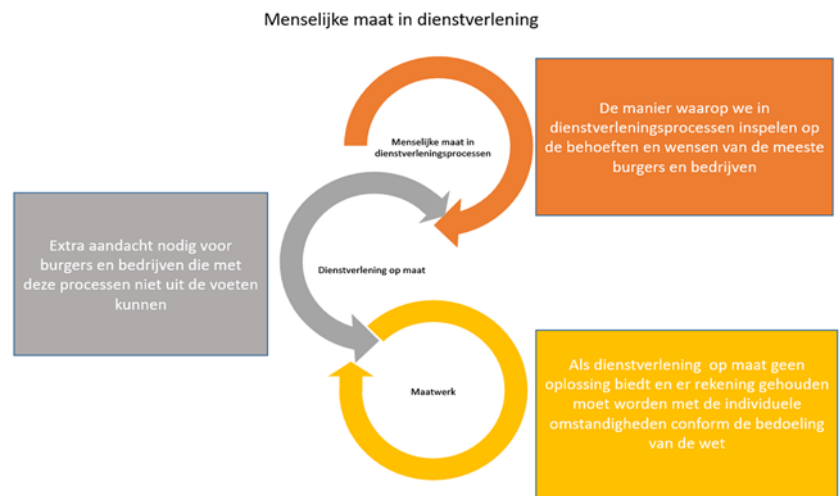 Menselijke maat in dienstverlening
Menselijke maat in
dienstverleningsprocessen
De manier waarop we in
dienstverleningsprocessen inspelen op
de behoeften en wensen van de meeste
burgers en bedrijven
Extra aandacht nodig voor
burgers en bedrijven die met
deze processen niet uit de voeten
kunnen
Dienstverlening op maat
Maatwerk
Als dienstverlening op maat geen
oplossing biedt en er rekening gehouden
moet worden met de individuele
omstandigheden conform de bedoeling
van de wet